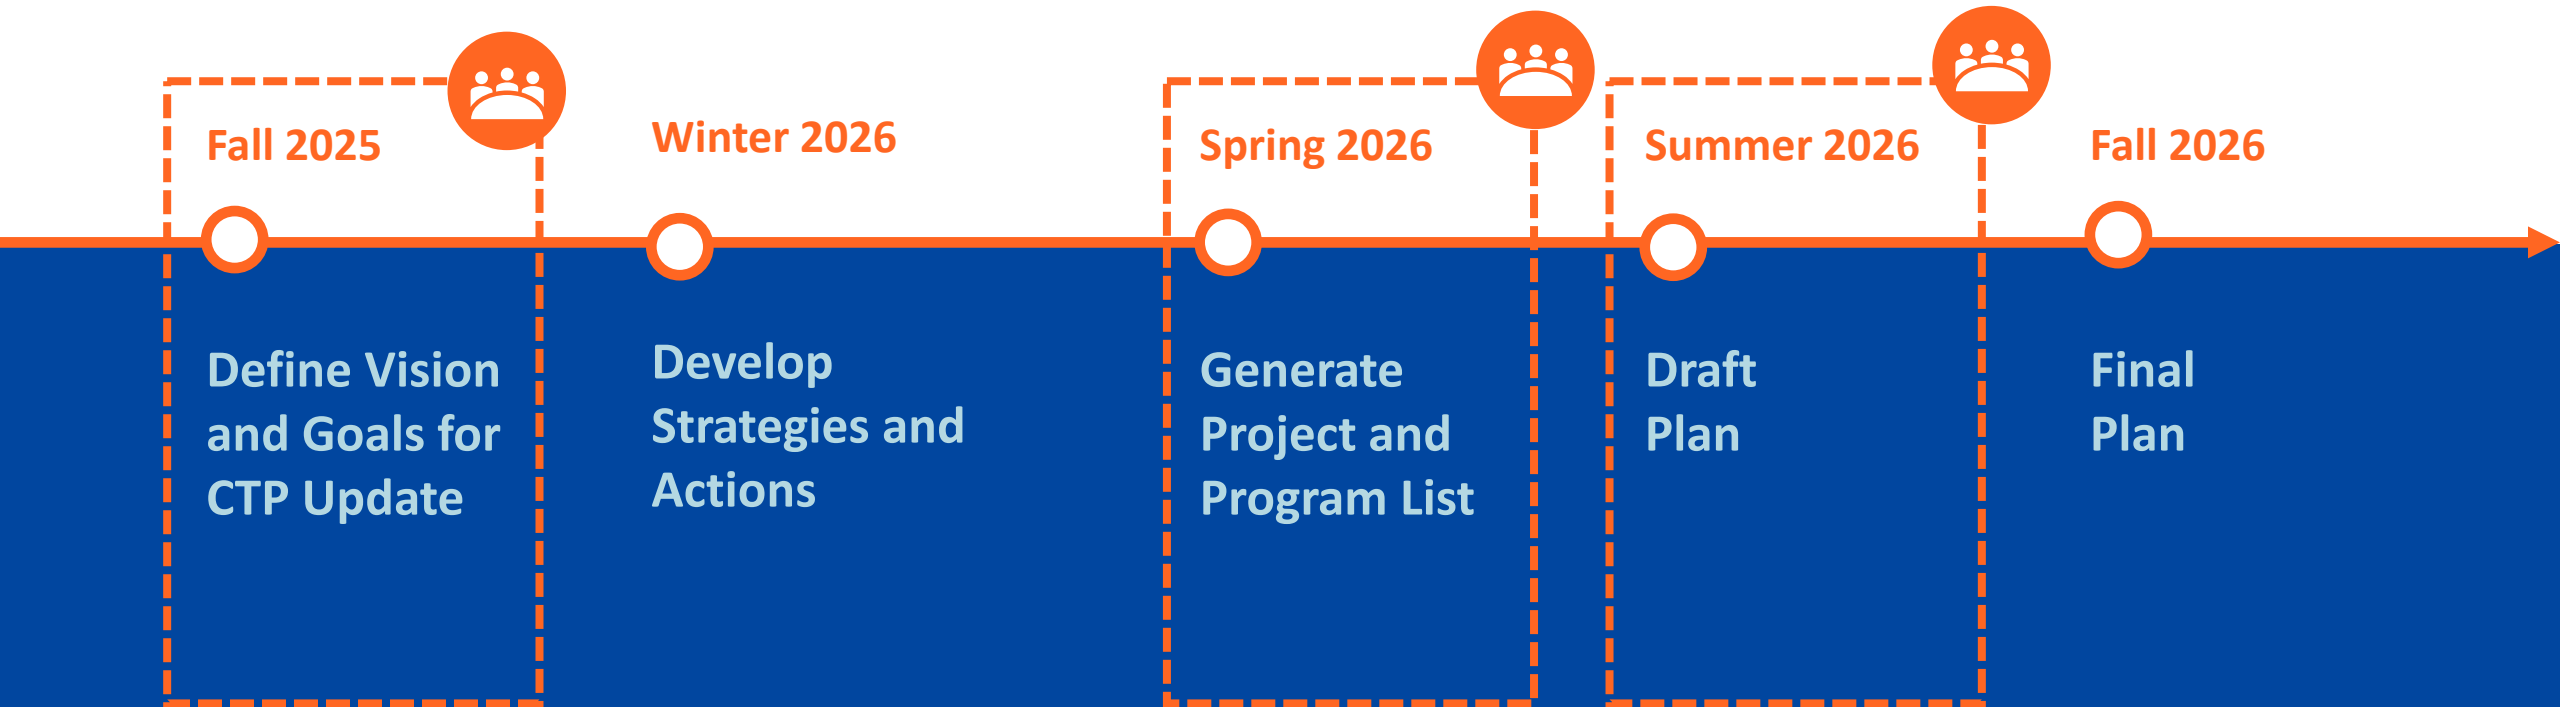 Fall 2025
Define Vision
and Goals for
CTP Update
Winter 2026
Develop
Strategies and
Actions
Spring 2026
Generate
Project and
Program List
Summer 2026
Draft
Plan
Fall 2026
Final
Plan